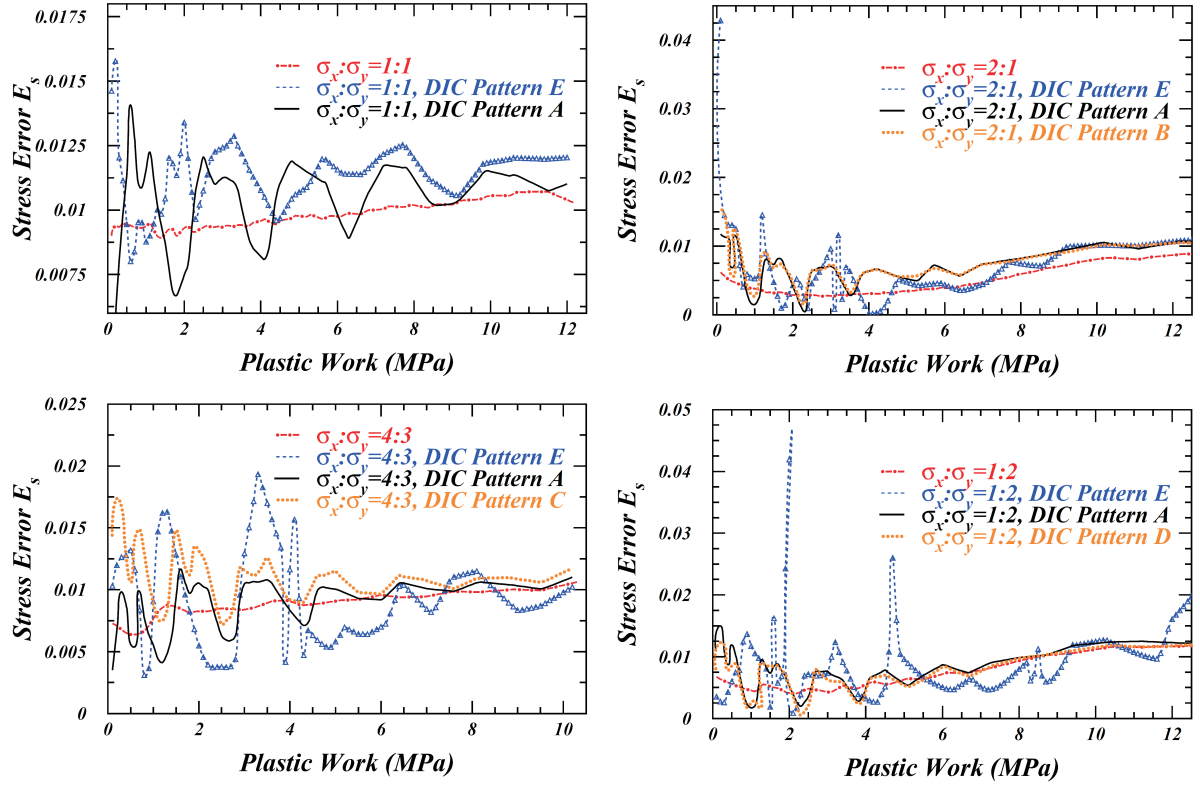 0.0175
0.015
0.0125
0.01
0.0075
Stress Error Es
σx:σy=1:1
σx:σy=1:1, DIC Pattern E
σx:σy=1:1, DIC Pattern A
0 2 4 6 8 10 12
Plastic Work (MPa)
0.04
0.03
0.02
0.01
0
Stress Error Es
σx:σy=2:1
σx:σy=2:1, DIC Pattern E
σx:σy=2:1, DIC Pattern A
σx:σy=2:1, DIC Pattern B
0 2 4 6 8 10 12
Plastic Work (MPa)
0.025
0.02
0.015
0.01
0.005
0
Stress Error Es
σx:σy=4:3
σx:σy=4:3, DIC Pattern E
σx:σy=4:3, DIC Pattern A
σx:σy=4:3, DIC Pattern C
0 2 4 6 8 10
Plastic Work (MPa)
0.05
0.04
0.03
0.02
0.01
0
Stress Error Es
σx:σy=1:2
σx:σy=1:2, DIC Pattern E
σx:σy=1:2, DIC Pattern A
σx:σy=1:2, DIC Pattern D
0 2 4 6 8 10 12
Plastic Work (MPa)